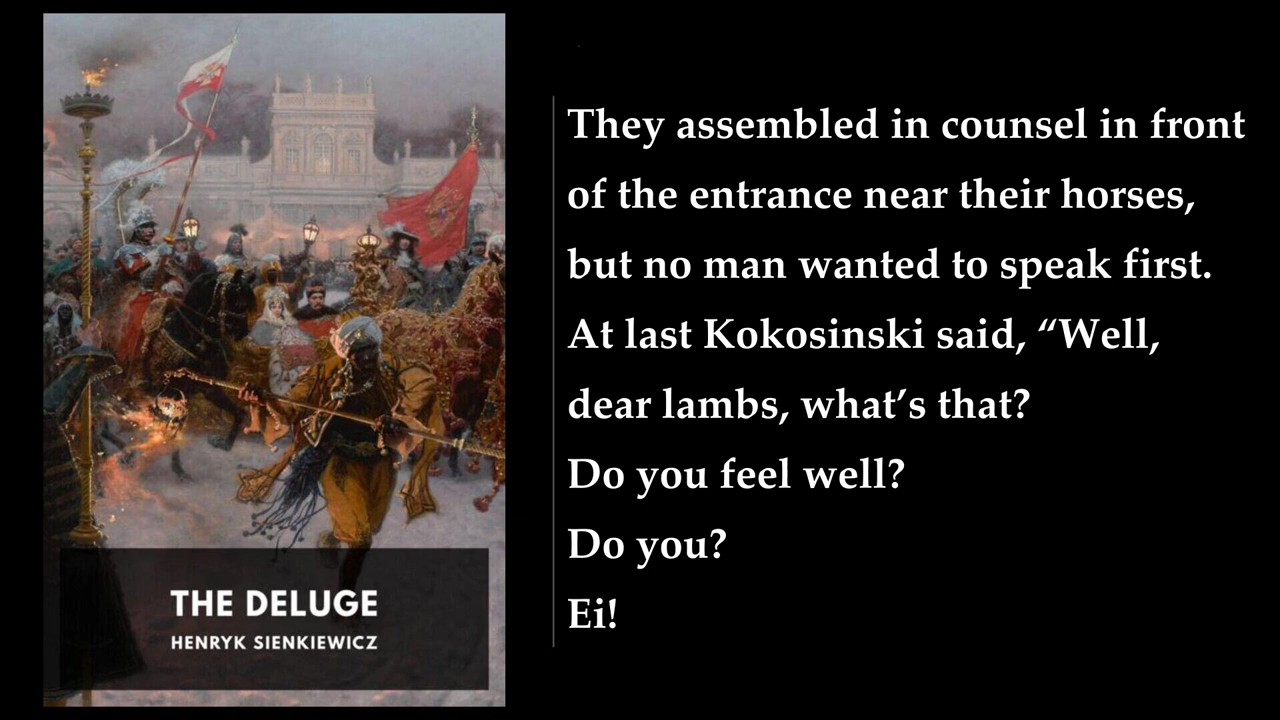 THE DELUGE
HENRYK SIENKIEWICZ
They assembled in counsel in front
of the entrance near their horses,
but no man wanted to speak first.
At last Kokosinski said, “Well,
dear lambs, what’s that?
Do you feel well?
Do you?
Ei!